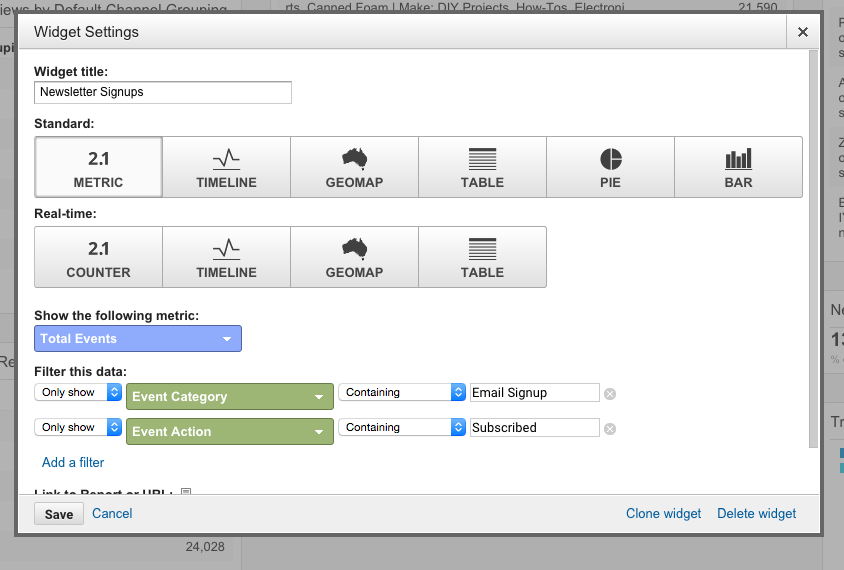 iews by Default Channel Grouping
rts, Canned Foam | Make: DIY Projects, How-Tos, Electroni
21,590
Widget Settings
Widget title:
Newsletter Signups
Standard:
2.1 METRIC TIMELINE GEOMAP TABLE PIE BAR
Real-time:
2.1 COUNTER TIMELINE GEOMAP TABLE
Show the following metric:
Total Events
Filter this data:
Only show Event Category Containing Email Signup
Only show Event Action Containing Subscribed
Add a filter
Link to Report or URL:
Save Cancel Clone widget Delete widget
24,028